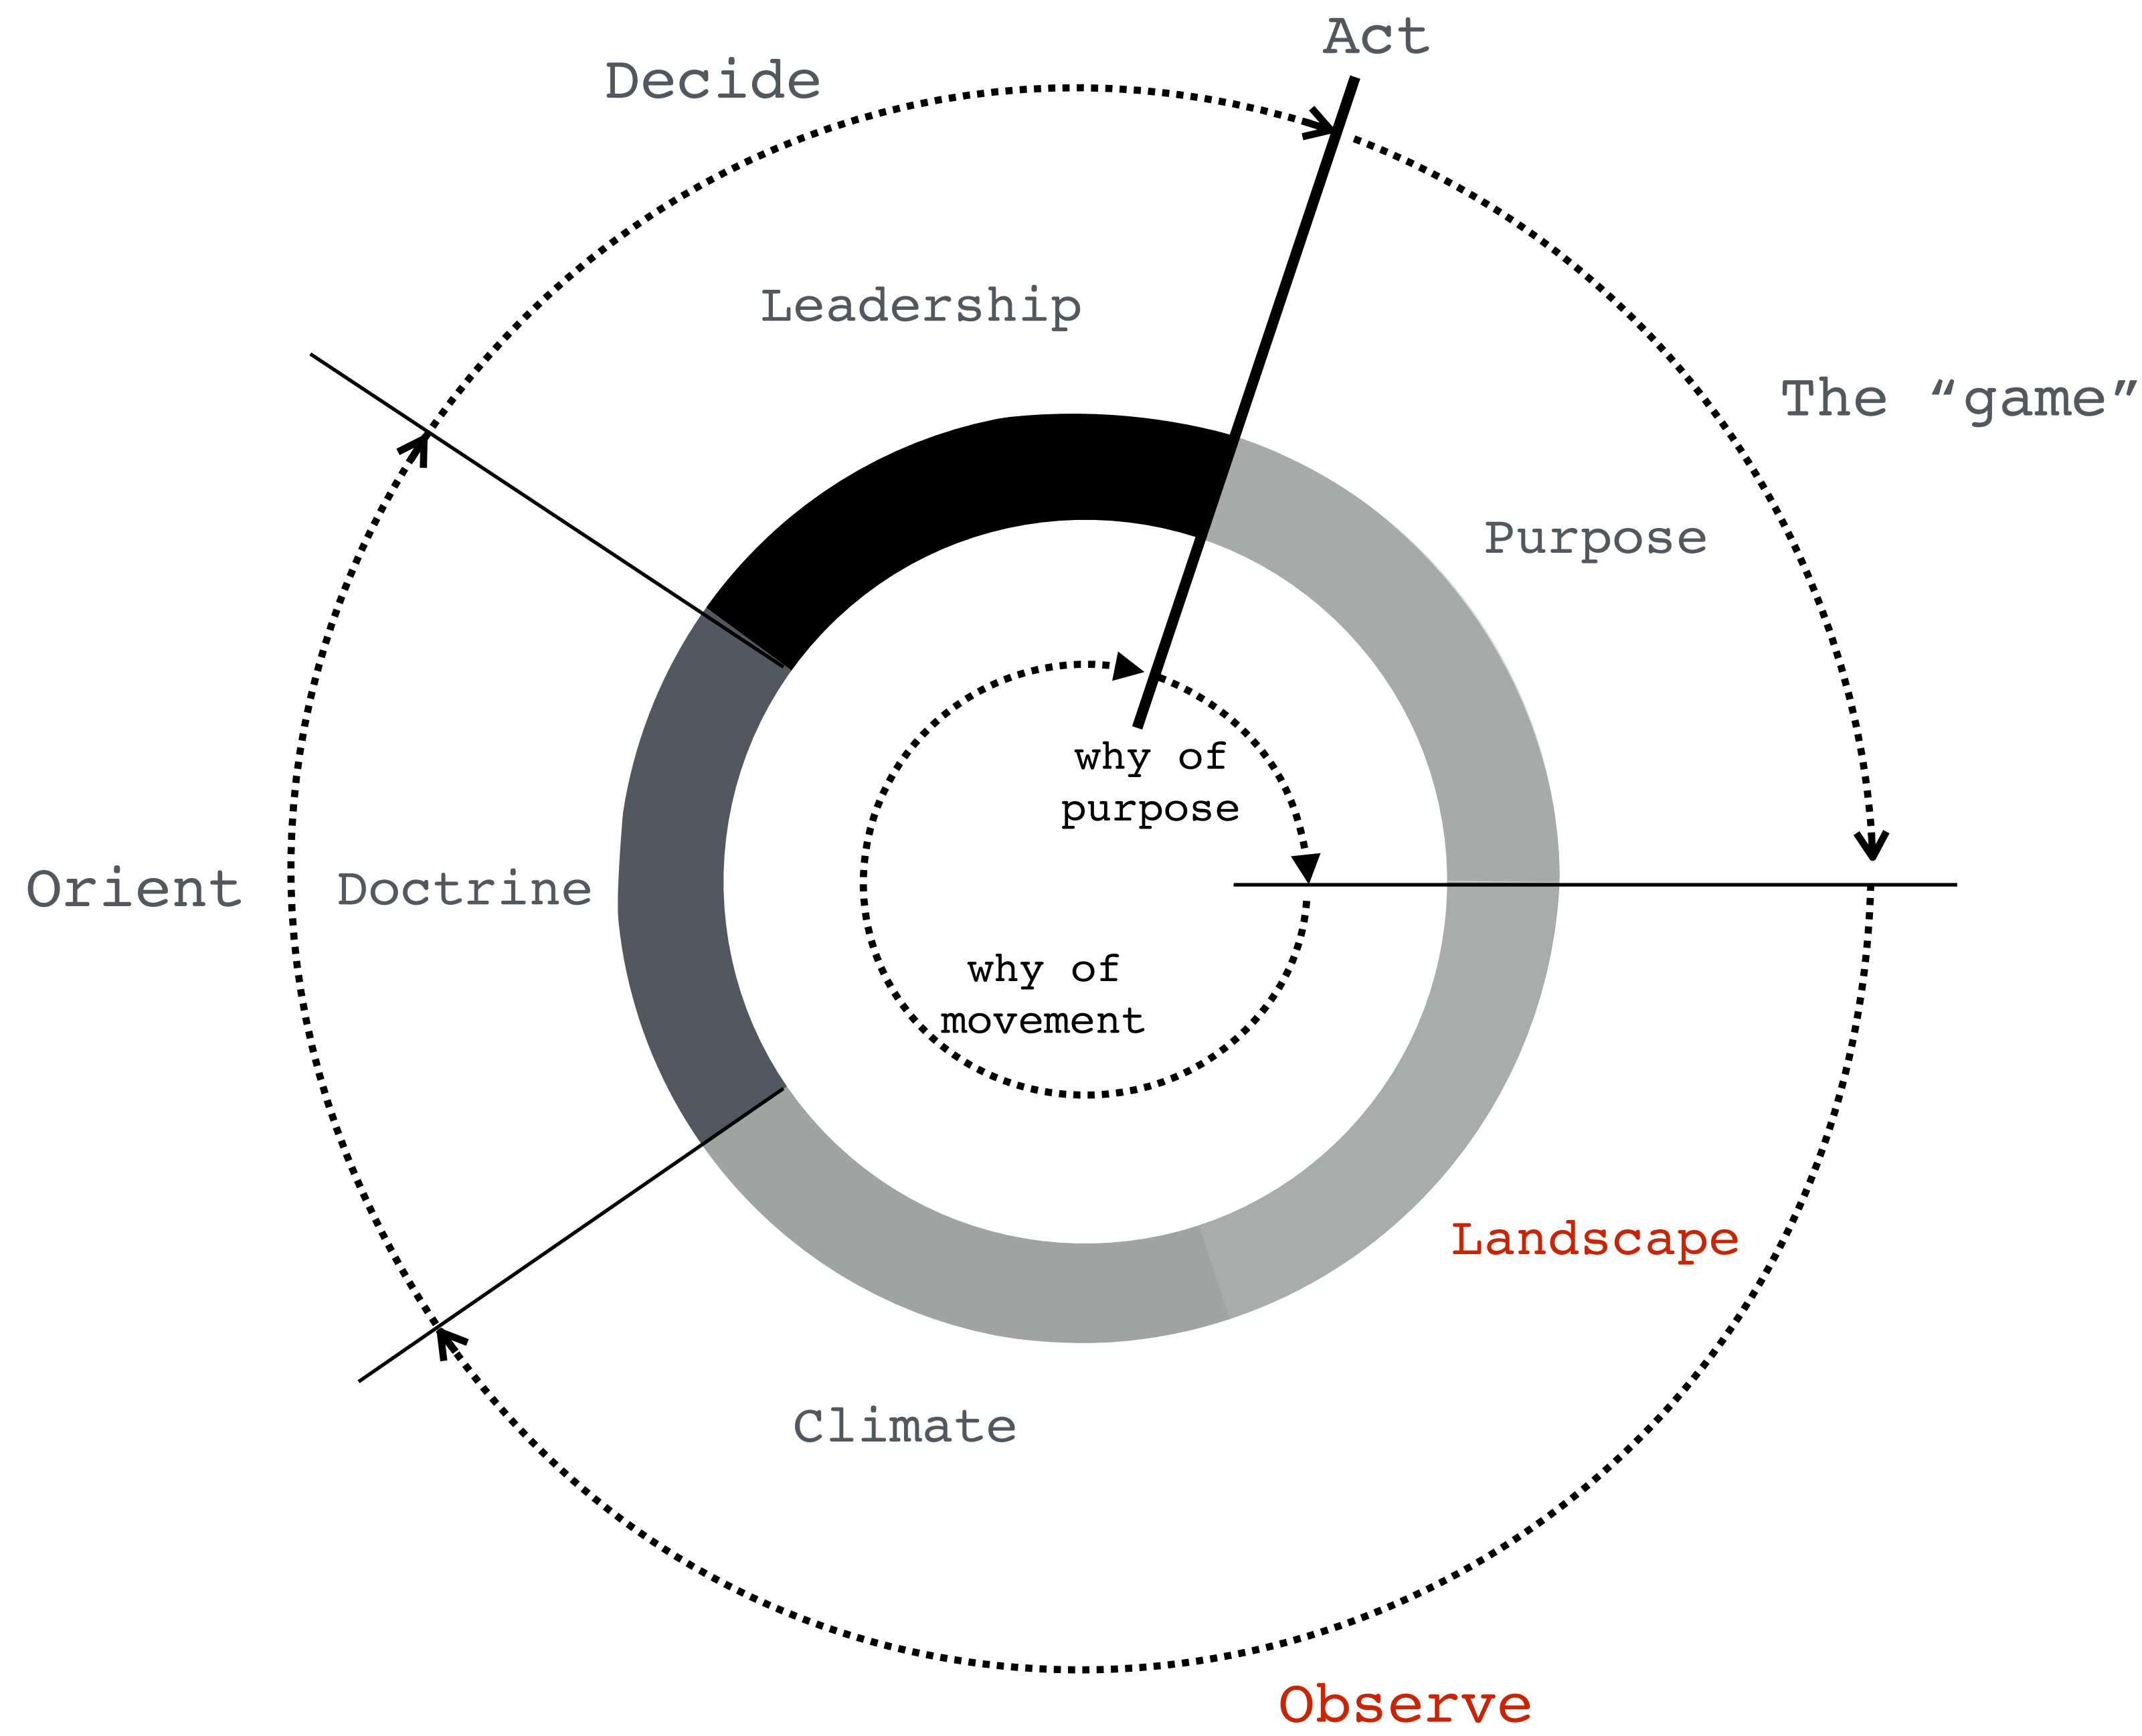 Act
Decide
Leadership
The “game”
Purpose
why of
purpose
Orient
Doctrine
why of
movement
Landscape
Climate
Observe